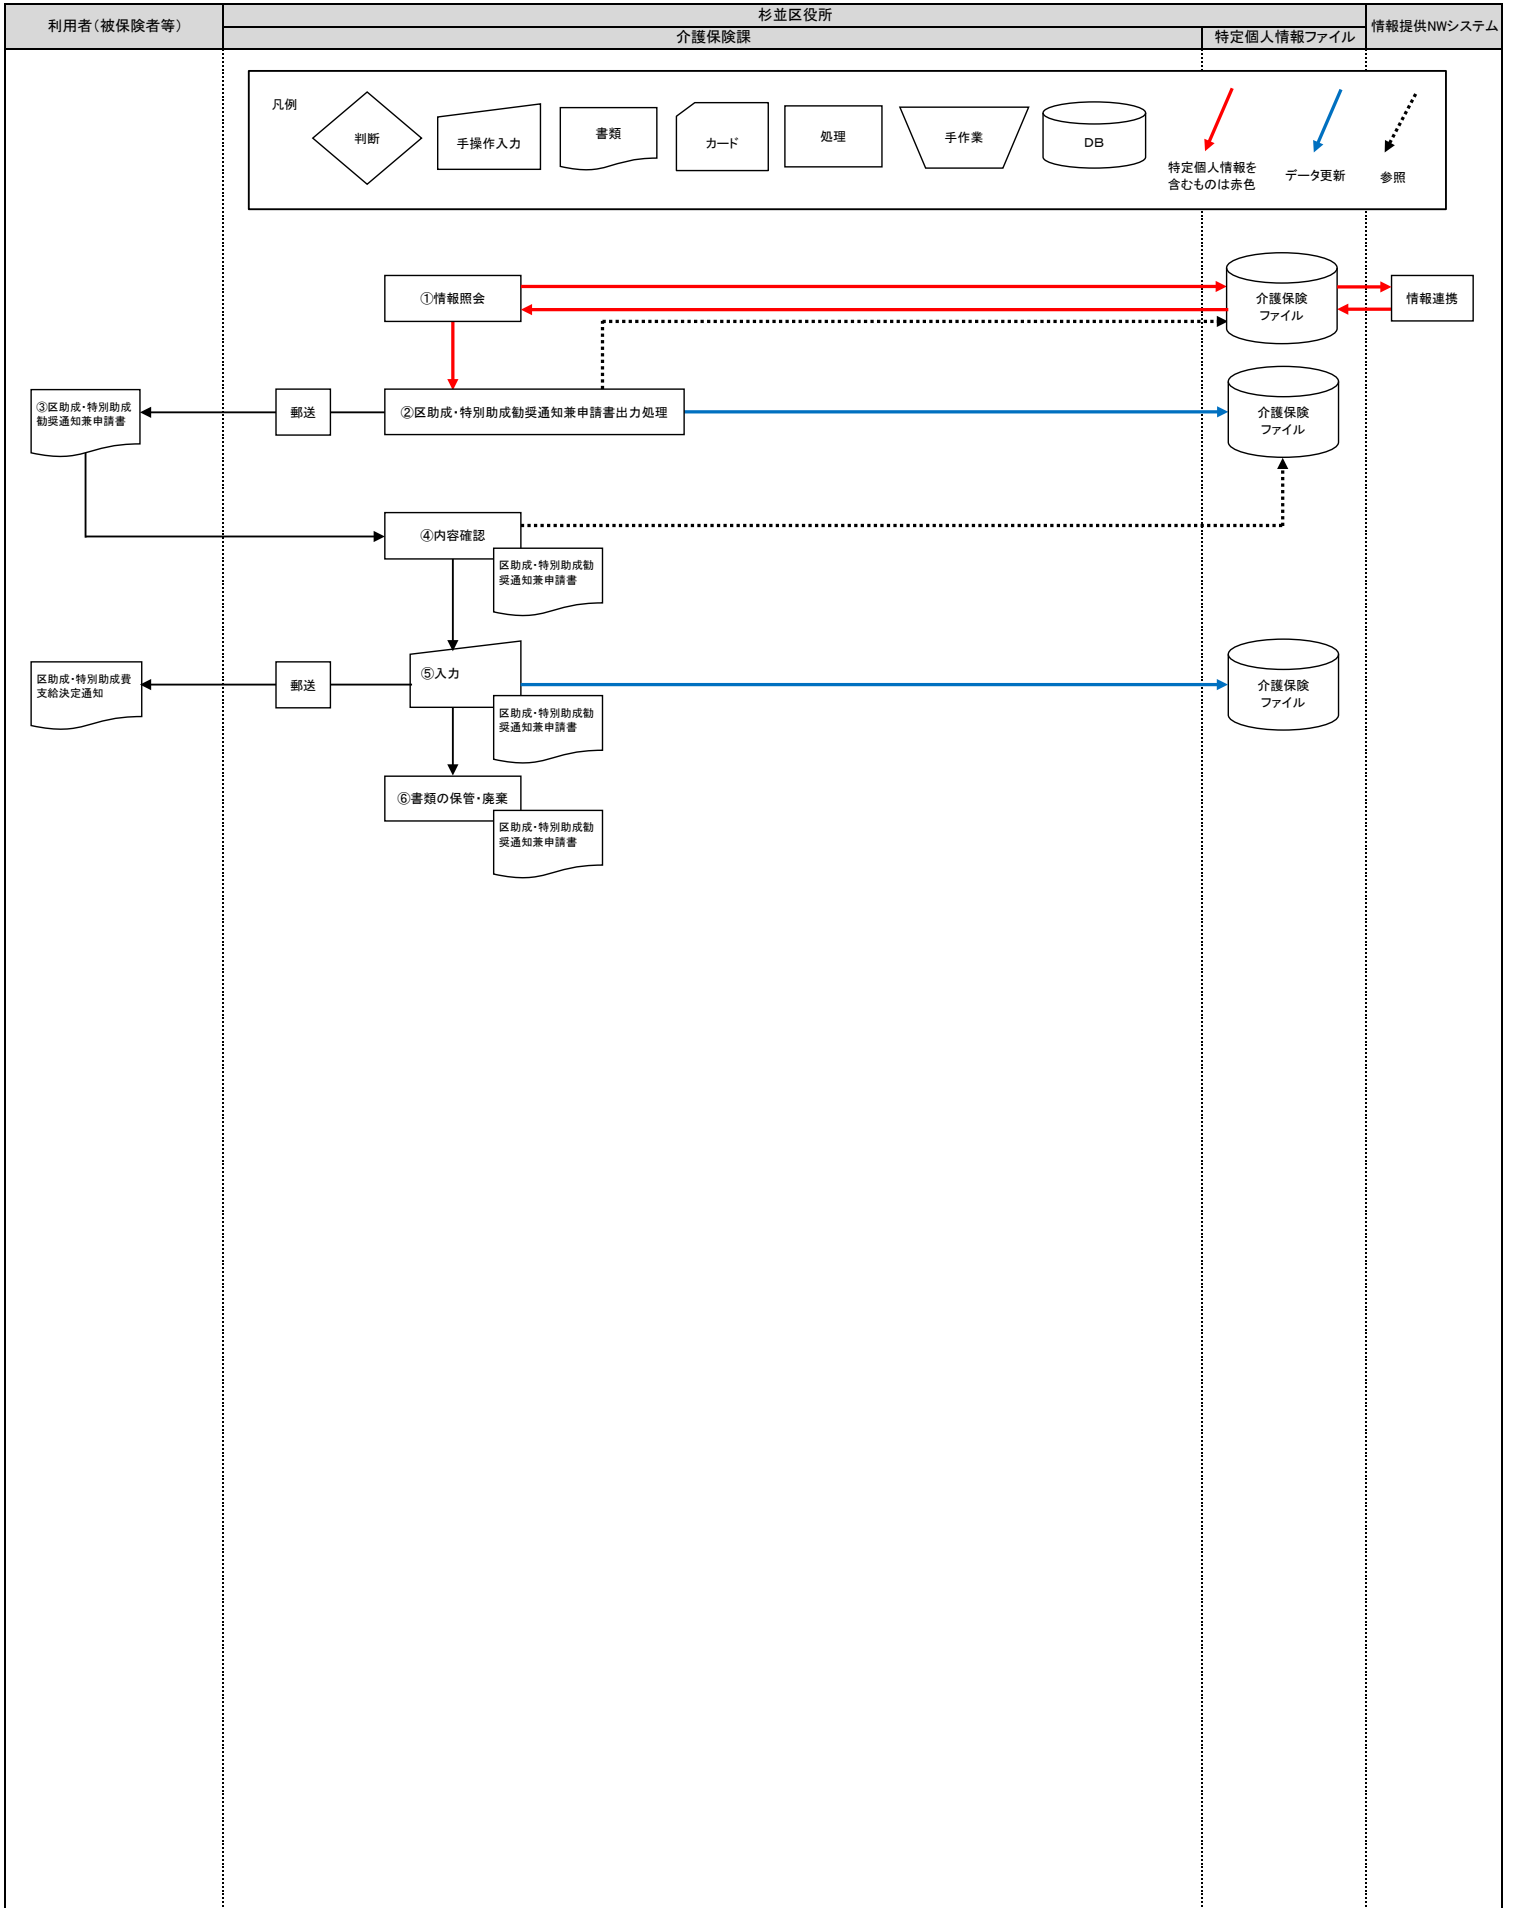 利用者（被保険者等）
杉並区役所
介護保険課
特定個人情報ファイル
情報提供NWシステム
凡例
判断
手操作入力
書類
カード
処理
手作業
DB
特定個人情報を
含むものは赤色
データ更新
参照
①情報照会
介護保険
ファイル
情報連携
③区助成・特別助成
勧奨通知兼申請書
郵送
②区助成・特別助成勧奨通知兼申請書出力処理
介護保険
ファイル
④内容確認
区助成・特別助成勧
奨通知兼申請書
区助成・特別助成費
支給決定通知
郵送
⑤入力
区助成・特別助成勧
奨通知兼申請書
介護保険
ファイル
⑥書類の保管・廃棄
区助成・特別助成勧
奨通知兼申請書